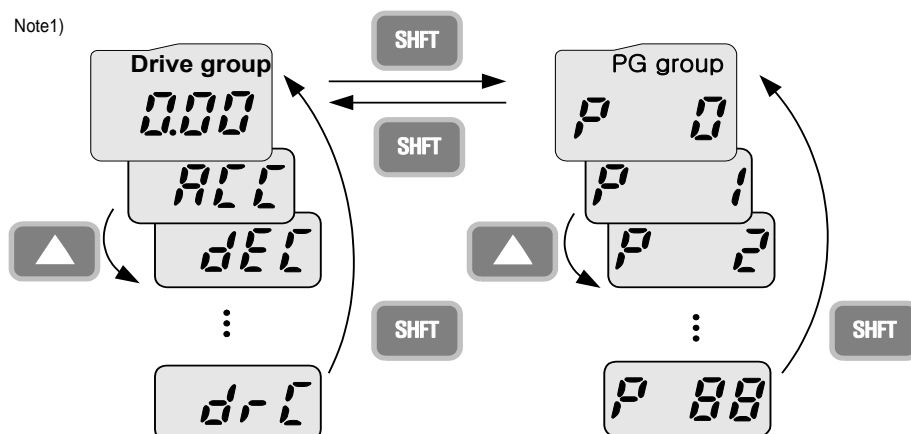 Note1)
SHFT
Drive group
PG group
0.00
P 0
SHFT
ACC
P 1
dEC
P 2
SHFT
SHFT
drC
P 88